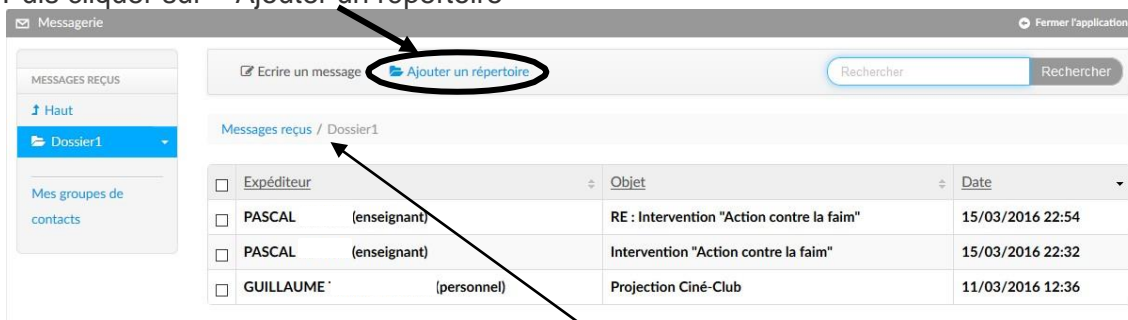 Puis cliquer sur « Ajouter un répertoire »
Messagerie
Fermer l'application
MESSAGES REÇUS
Haut
Dossier1
Mes groupes de
contacts
Ecrire un message
Ajouter un répertoire
Rechercher
Rechercher
Messages reçus / Dossier1
Expéditeur Objet Date
PASCAL (enseignant) RE : Intervention "Action contre la faim" 15/03/2016 22:54
PASCAL (enseignant) Intervention "Action contre la faim" 15/03/2016 22:32
GUILLAUME (personnel) Projection Ciné-Club 11/03/2016 12:36